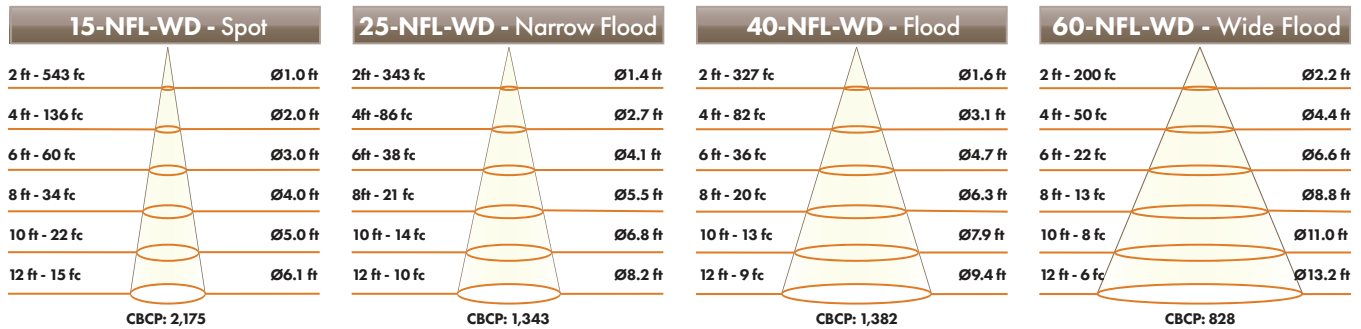 15-NFL-WD - Spot
2 ft - 543 fc Ø1.0 ft
4 ft - 136 fc Ø2.0 ft
6 ft - 60 fc Ø3.0 ft
8 ft - 34 fc Ø4.0 ft
10 ft - 22 fc Ø5.0 ft
12 ft - 15 fc Ø6.1 ft
CBCP: 2,175
25-NFL-WD - Narrow Flood
2ft - 343 fc Ø1.4 ft
4ft -86 fc Ø2.7 ft
6ft - 38 fc Ø4.1 ft
8ft - 21 fc Ø5.5 ft
10 ft - 14 fc Ø6.8 ft
12 ft - 10 fc Ø8.2 ft
CBCP: 1,343
40-NFL-WD - Flood
2 ft - 327 fc Ø1.6 ft
4 ft - 82 fc Ø3.1 ft
6 ft - 36 fc Ø4.7 ft
8 ft - 20 fc Ø6.3 ft
10 ft - 13 fc Ø7.9 ft
12 ft - 9 fc Ø9.4 ft
CBCP: 1,382
60-NFL-WD - Wide Flood
2 ft - 200 fc Ø2.2 ft
4 ft - 50 fc Ø4.4 ft
6 ft - 22 fc Ø6.6 ft
8 ft - 13 fc Ø8.8 ft
10 ft - 8 fc Ø11.0 ft
12 ft - 6 fc Ø13.2 ft
CBCP: 828